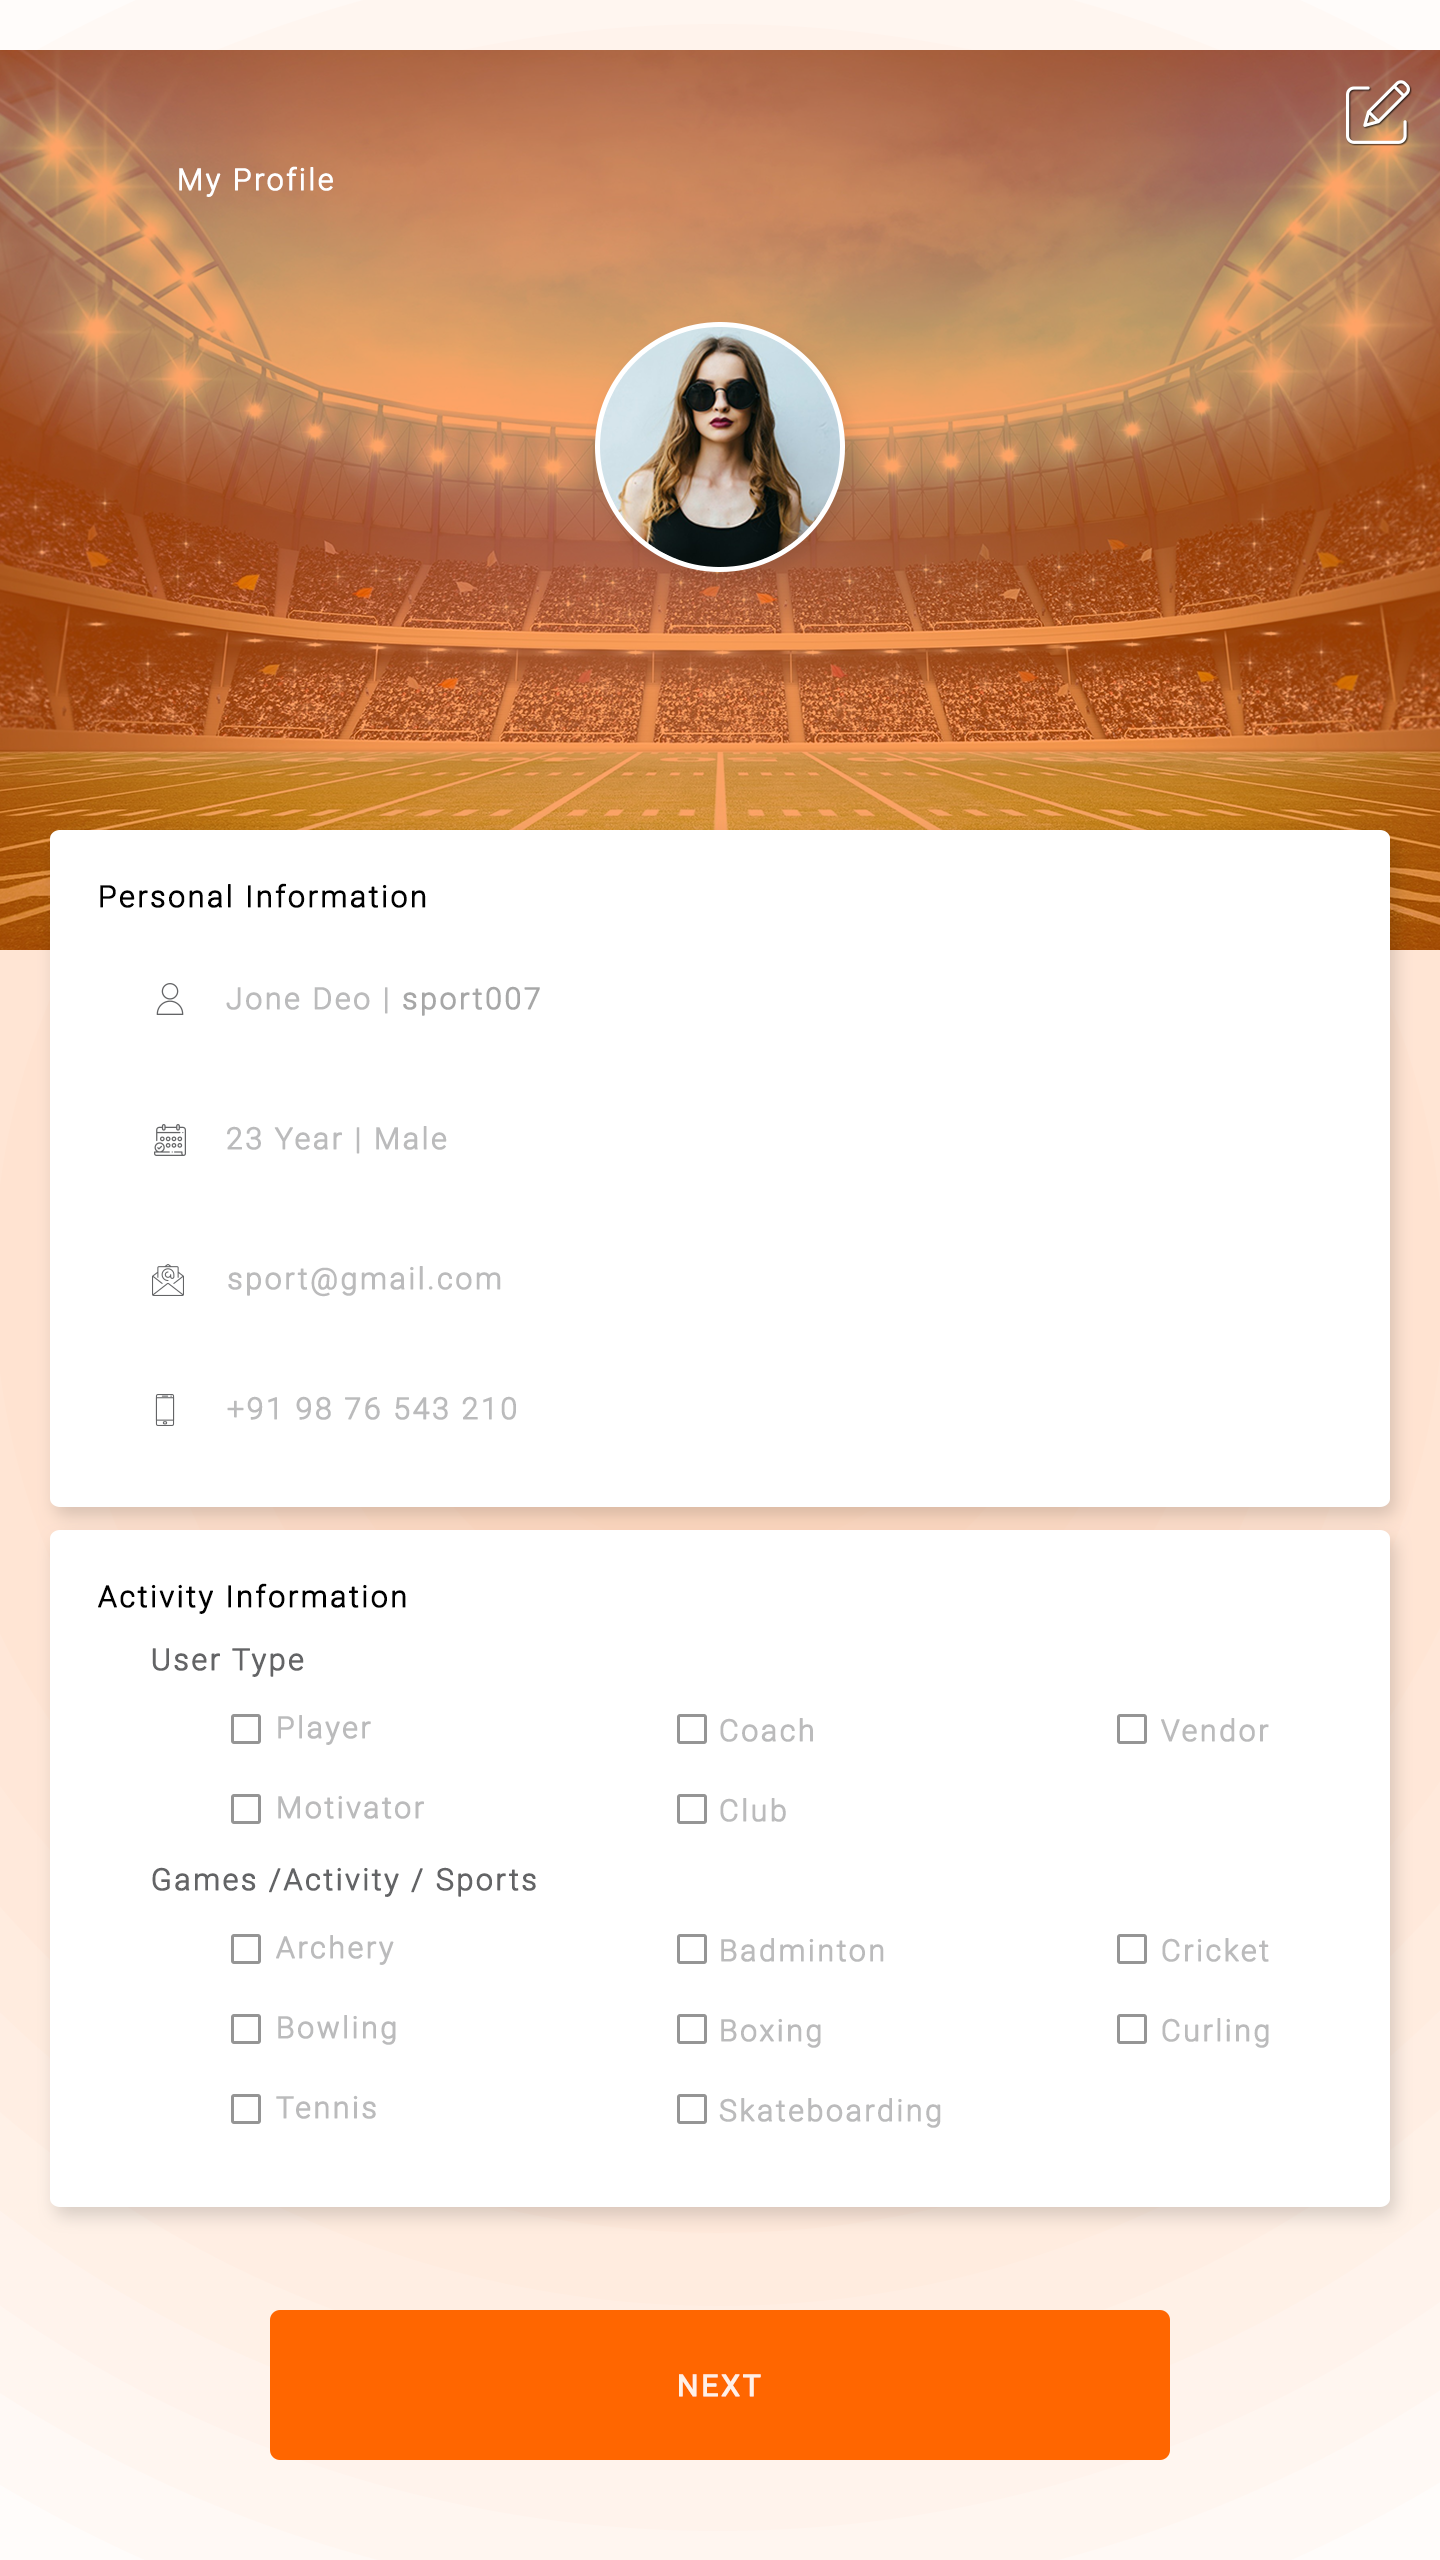 My Profile
Personal Information
Jone Deo | sport007
23 Year | Male
sport@gmail.com
+91 98 76 543 210
Activity Information
User Type
Player Coach Vendor
Motivator Club
Games /Activity / Sports
Archery Badminton Cricket
Bowling Boxing Curling
Tennis Skateboarding
NEXT